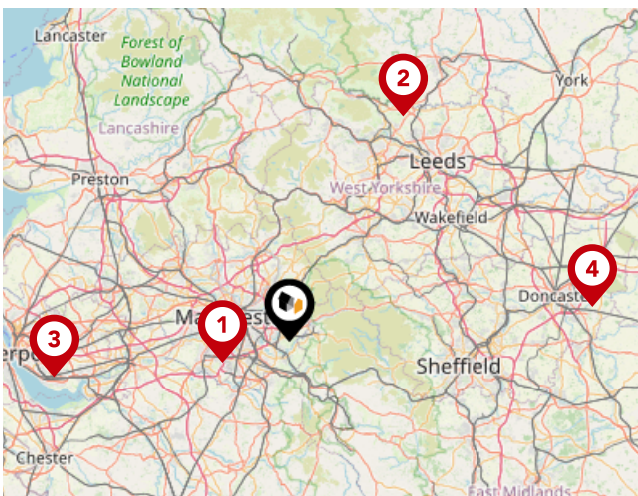 Lancaster
Forest of
Bowland
National
Landscape
Lancashire
2
York
Leeds
Preston
West Yorkshire
Wakefield
4
Doncaste
1
3
Sheffield
Chester
East Midlands